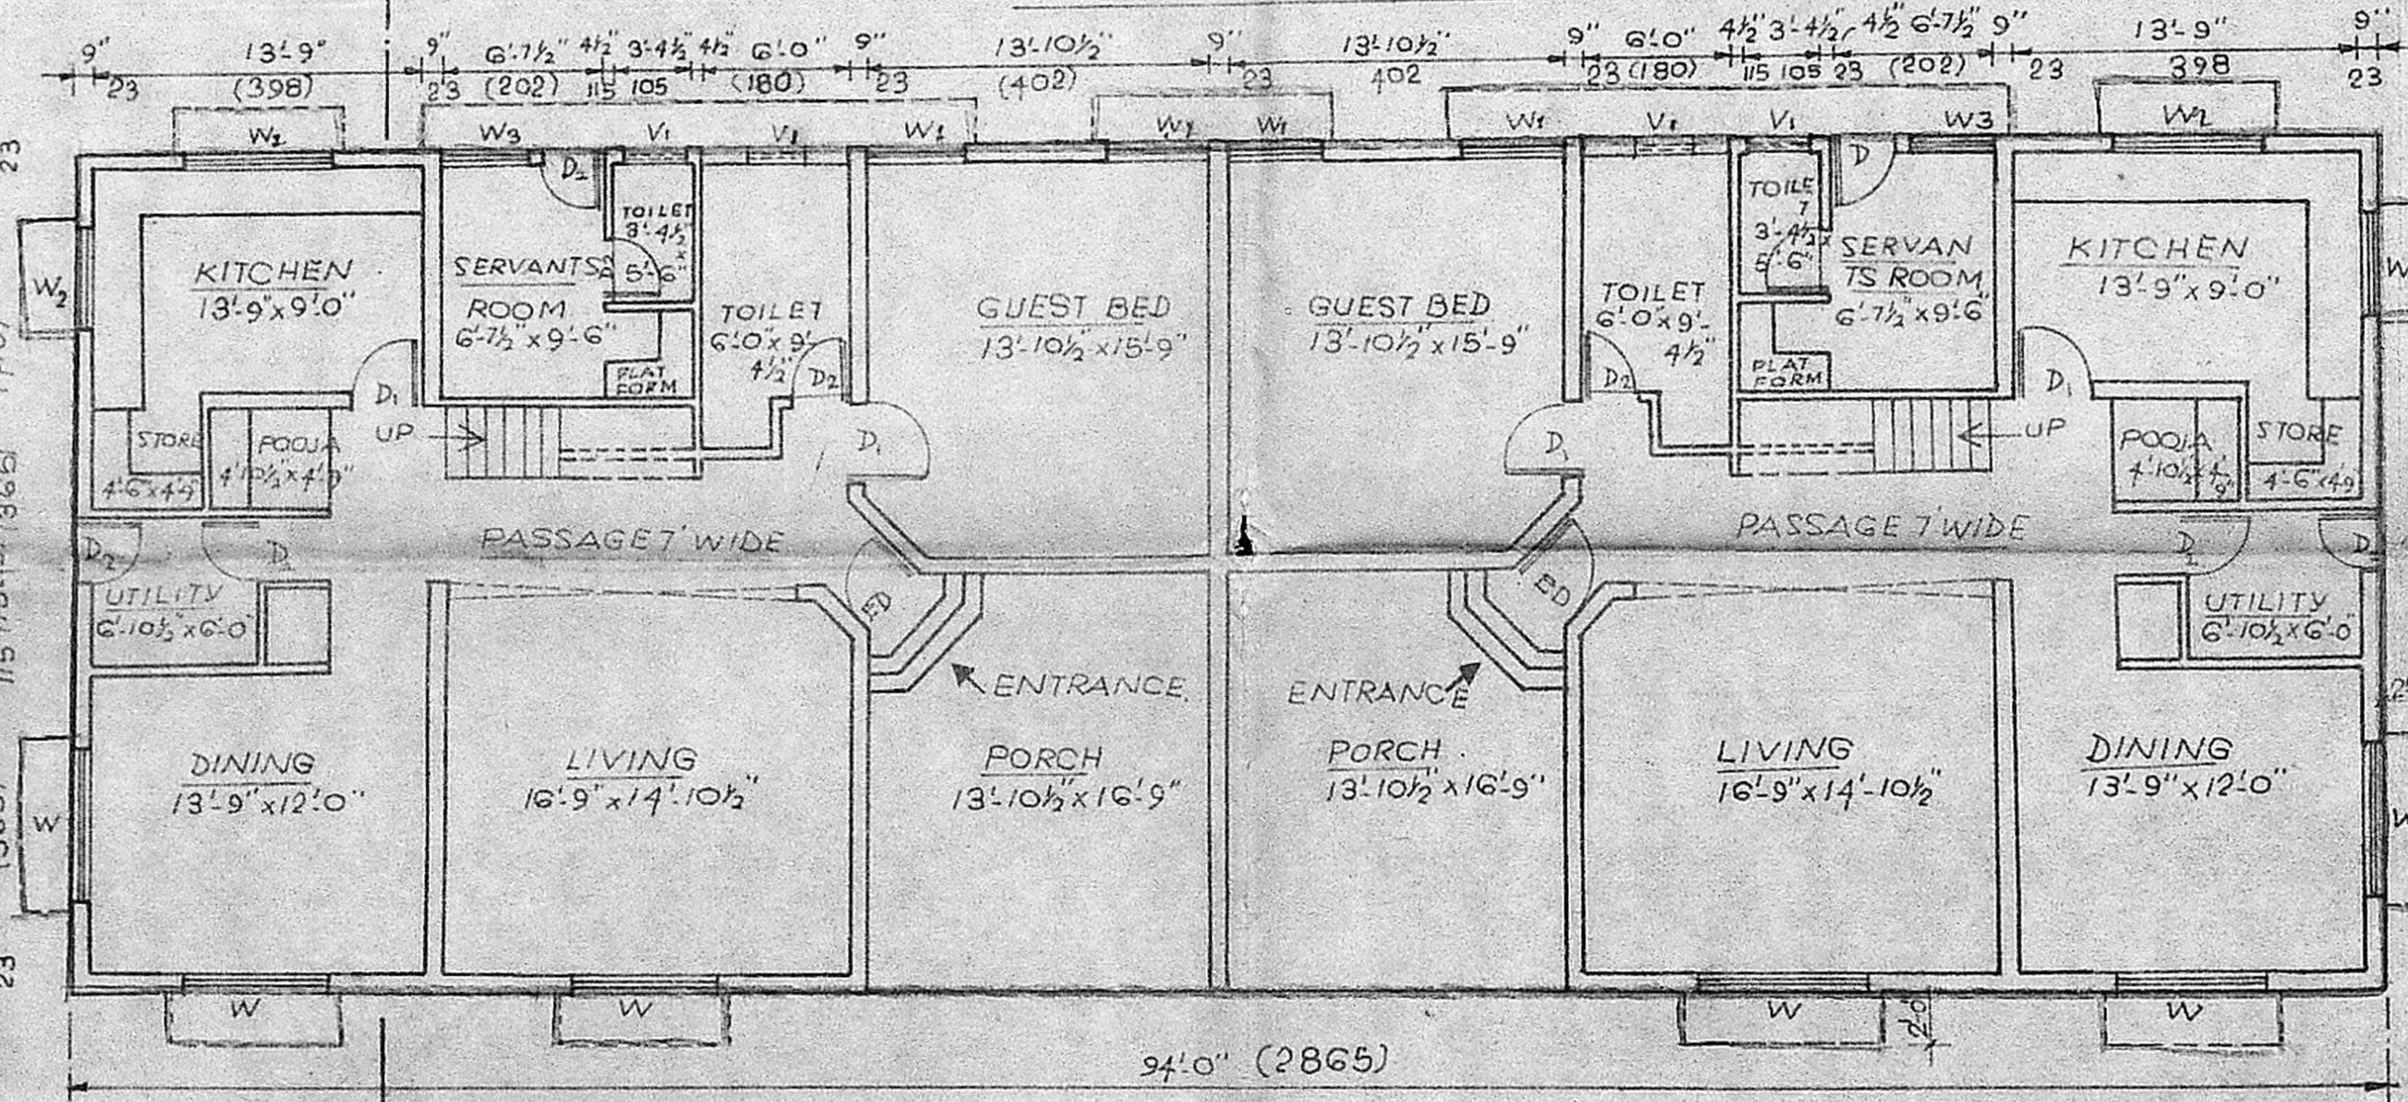 9" 13'-9" 9" 6'-7½" 4½" 3'-4½" 4½" 6'-0" 9" 13'-10½" 9" 13'-10½" 9" 6'-0" 4½" 3'-4½" 4½" 6'-7½" 9" 13'-9" 9"
23 (398) 23 (202) 115 105 (180) 23 (402) 23 402 23 (180) 115 105 23 (202) 23 398 23
W2 W3 V1 V1 W1 W1 W1 W1 V1 V1 W3 W2
23
D2
TOILET
3'-4½"
x
5'-6"
D
TOILE
T
3'-4½"x
5'-6"
W2
KITCHEN
13'-9"x9'-0"
SERVANTS
ROOM
6'-7½"x9'-6"
TOILET
6'-0"x9'-
4½"
GUEST BED
13'-10½"x15'-9"
GUEST BED
13'-10½"x15'-9"
TOILET
6'-0"x9'-
4½"
SERVAN
TS ROOM
6'-7½"x9'-6"
KITCHEN
13'-9"x9'-0"
W
PLAT
FORM
D2
D2
PLAT
FORM
D1
D1
STORE
4'-6"x4'-9"
POOJA
4'-10½"x4'-9"
UP
D1
D1
UP
POOJA
4'-10½"x4'-
9"
STORE
4'-6"x4'-9
PASSAGE 7' WIDE
PASSAGE 7' WIDE
D2
D
D2
D
UTILITY
6'-10½"x6'-0"
ED
ED
UTILITY
6'-10½"x6'-0"
ENTRANCE
ENTRANCE
DINING
13'-9"x12'-0"
LIVING
16'-9"x14'-10½"
PORCH
13'-10½"x16'-9"
PORCH
13'-10½"x16'-9"
LIVING
16'-9"x14'-10½"
DINING
13'-9"x12'-0"
W
W
23
W W W W
2'-0"
94'-0" (2865)